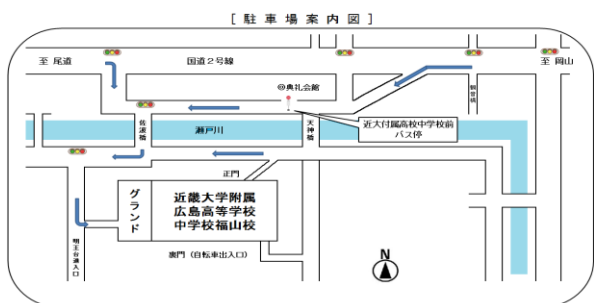 [駐車場案内図]
至 尾道
国道2号線
至 岡山
@典礼会館
観音橋
佐波橋
瀬戸川
天神橋
近大付属高校中学校前
バス停
正門
グランド
近畿大学附属
広島高等学校
中学校福山校
明王台通入口
裏門(自転車出入口)
N